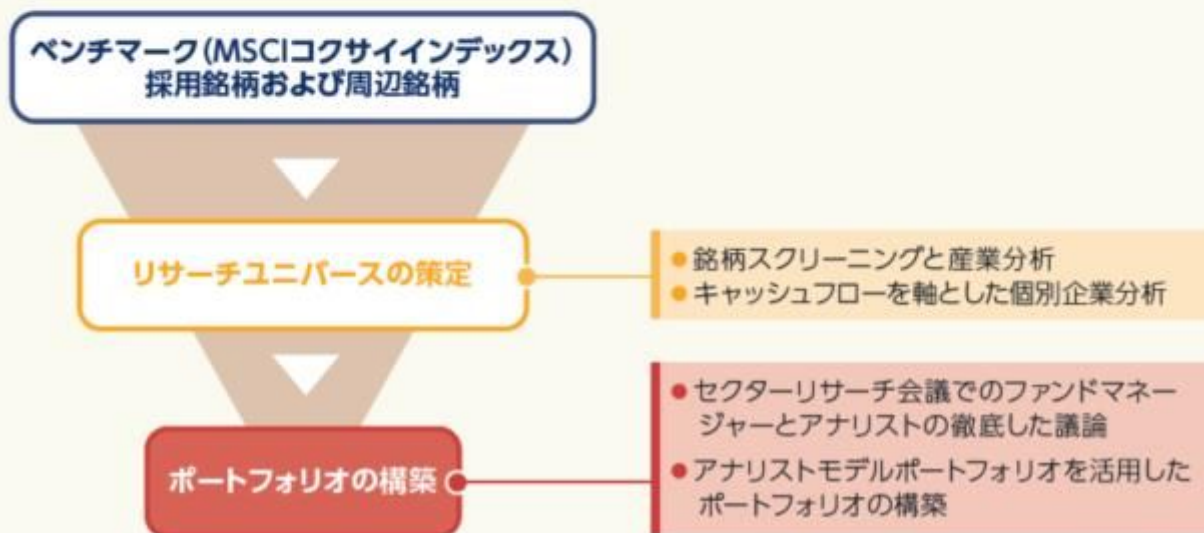 ベンチマーク(MSCIコクサイインデックス)
採用銘柄および周辺銘柄
リサーチユニバースの策定
●銘柄スクリーニングと産業分析
●キャッシュフローを軸とした個別企業分析
ポートフォリオの構築
●セクターリサーチ会議でのファンドマネー
ジャーとアナリストの徹底した議論
●アナリストモデルポートフォリオを活用した
ポートフォリオの構築